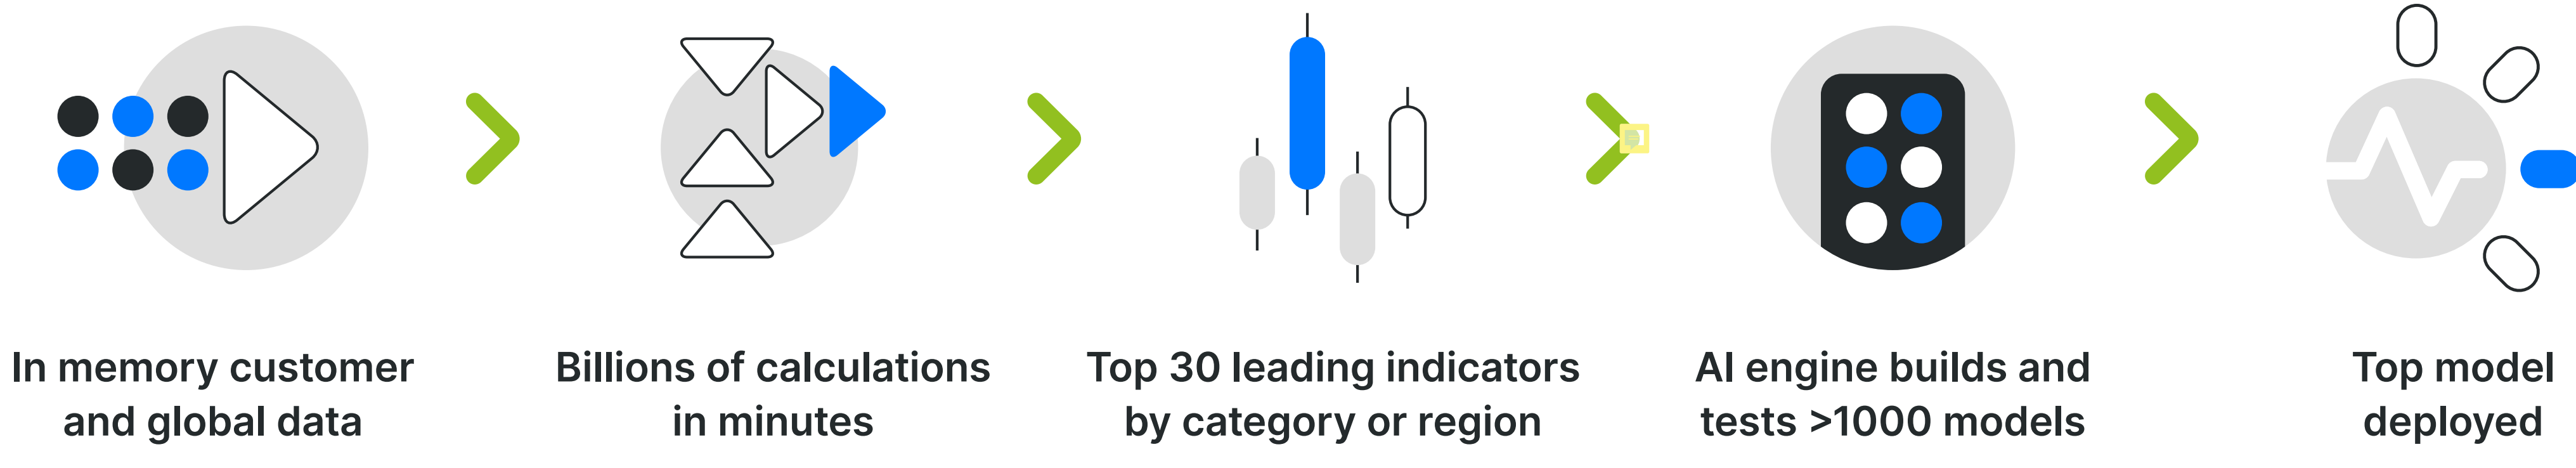 In memory customer
and global data
Billions of calculations
in minutes
Top 30 leading indicators
by category or region
AI engine builds and
tests >1000 models
Top model
deployed